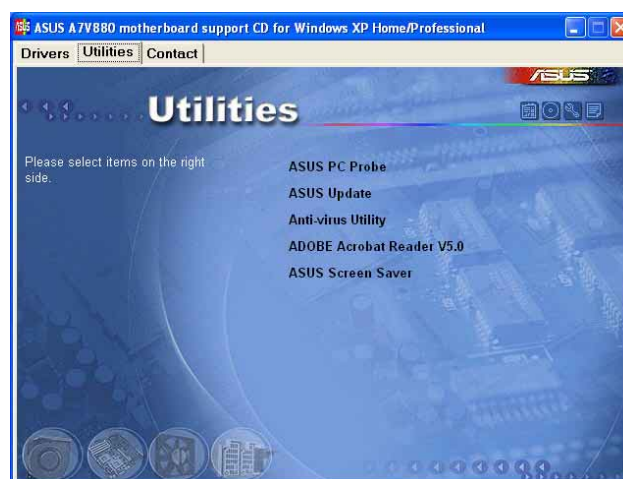 ASUS A7V880 motherboard support CD for Windows XP Home/Professional
Drivers Utilities Contact
ASUS
Utilities
Please select items on the right
side.
ASUS PC Probe
ASUS Update
Anti-virus Utility
ADOBE Acrobat Reader V5.0
ASUS Screen Saver